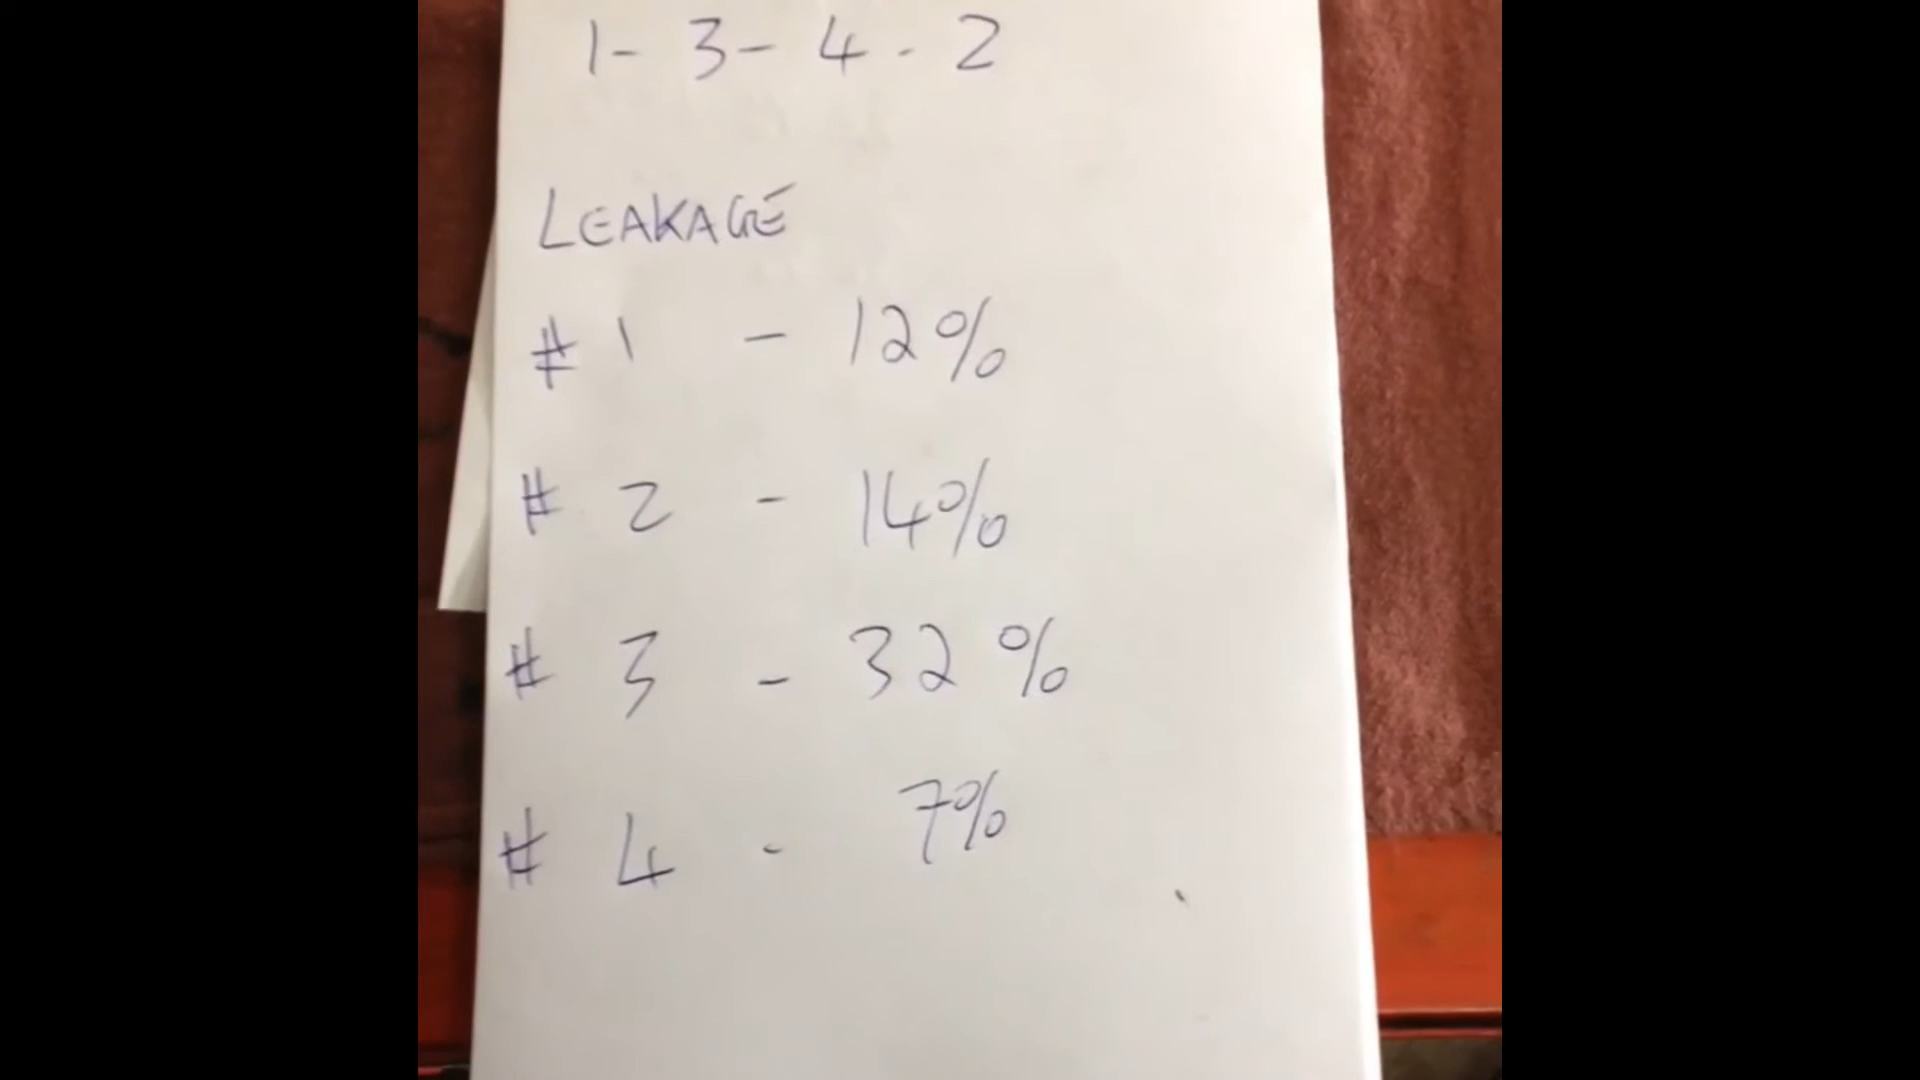 1 - 3 - 4 - 2
LEAKAGE
# 1 - 12%
# 2 - 14%
# 3 - 32%
# 4 - 7%